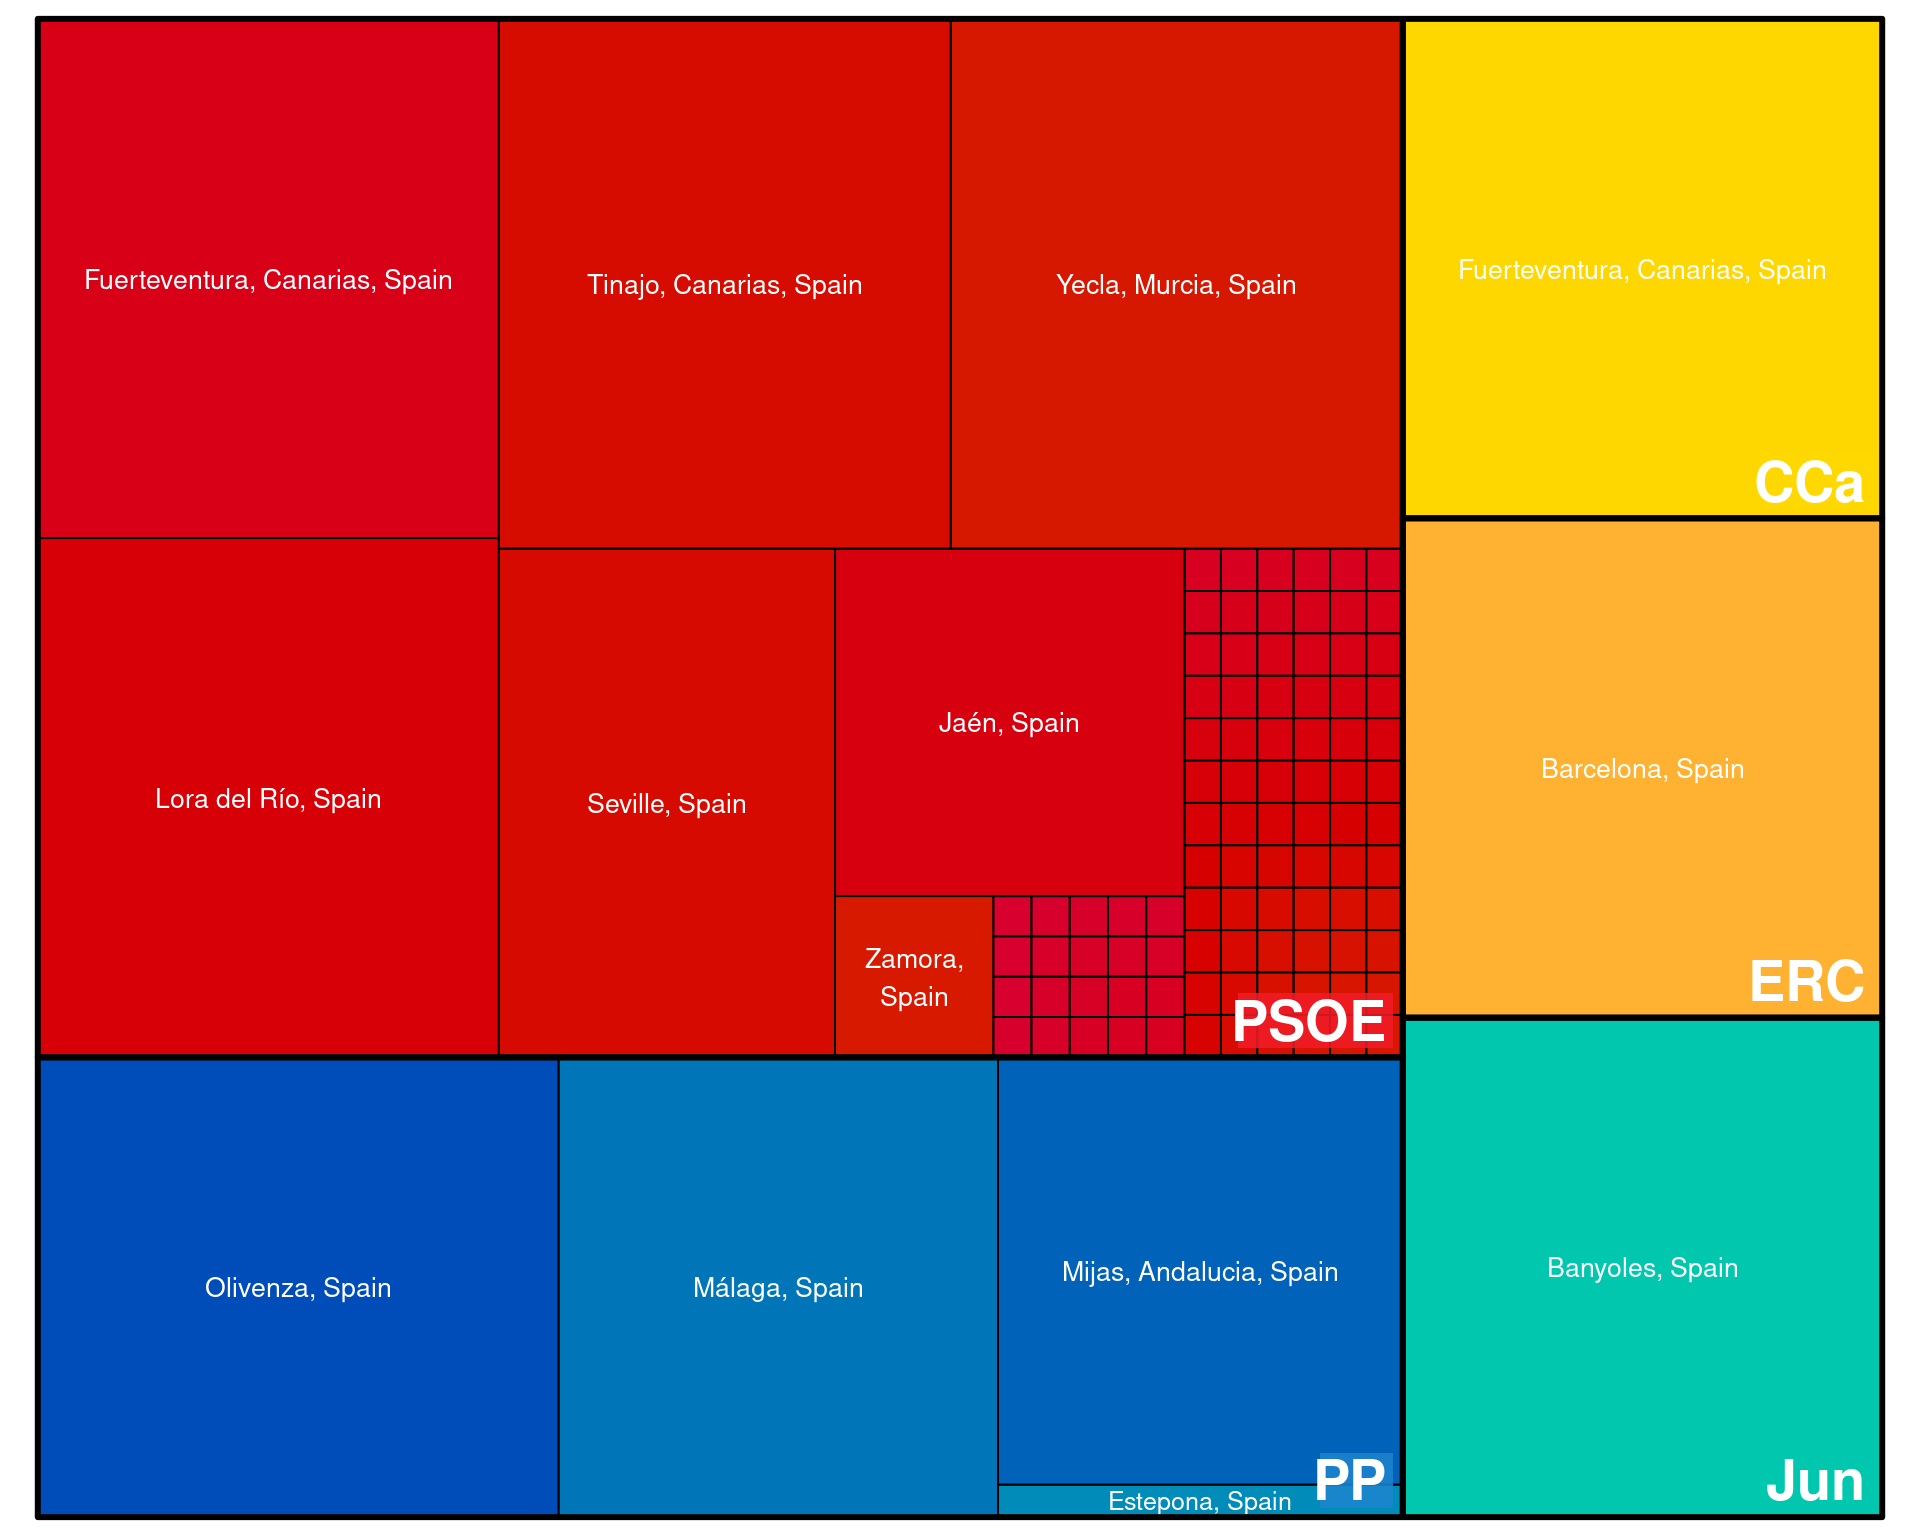 Fuerteventura, Canarias, Spain
Tinajo, Canarias, Spain
Yecla, Murcia, Spain
Fuerteventura, Canarias, Spain
CCa
Lora del Río, Spain
Seville, Spain
Jaén, Spain
Zamora,
Spain
PSOE
Barcelona, Spain
ERC
Olivenza, Spain
Málaga, Spain
Mijas, Andalucia, Spain
Estepona, Spain
PP
Banyoles, Spain
Jun